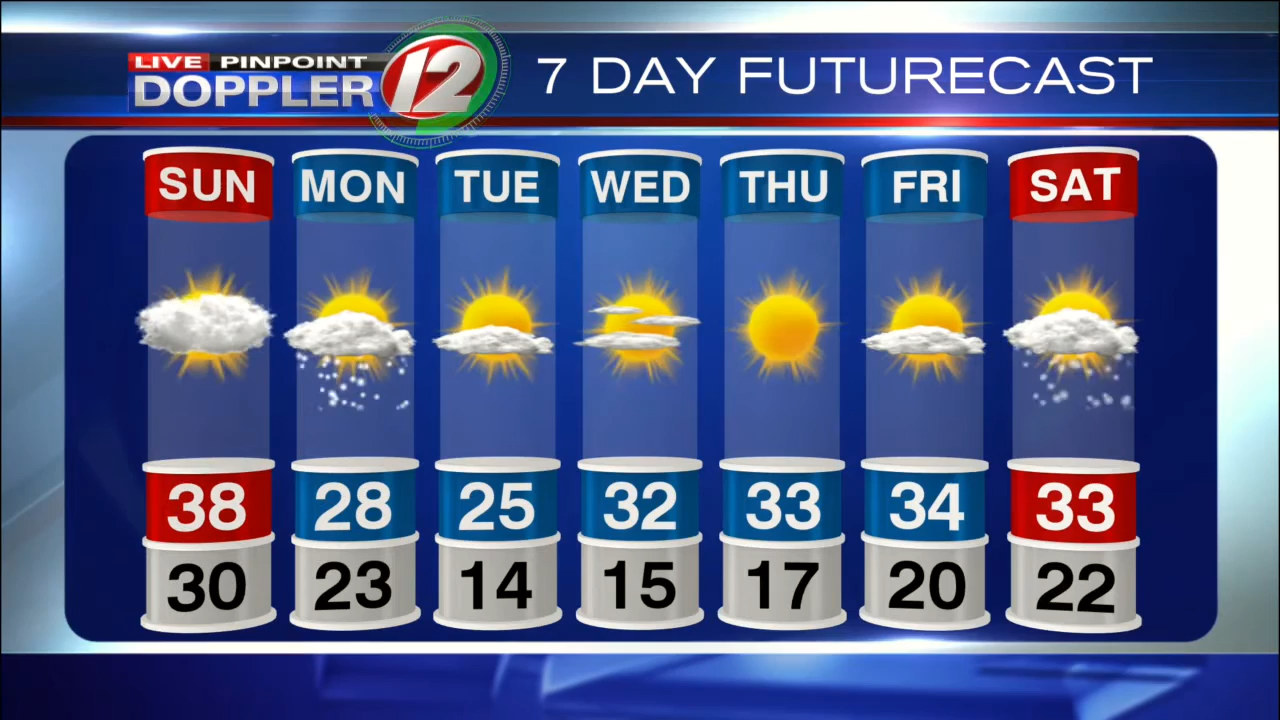 LIVE PINPOINT
DOPPLER 12
7 DAY FUTURECAST
SUN MON TUE WED THU FRI SAT
38 28 25 32 33 34 33
30 23 14 15 17 20 22